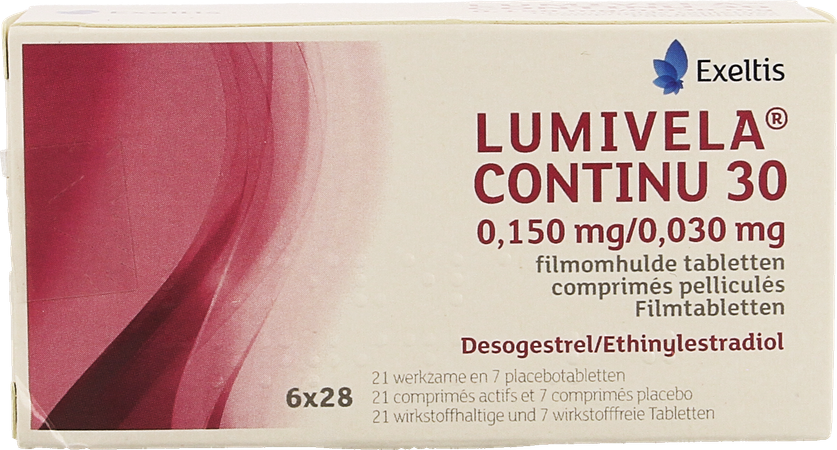 Exeltis
LUMIVELA®
CONTINU 30
0,150 mg/0,030 mg
filmomhulde tabletten
comprimés pelliculés
Filmtabletten
Desogestrel/Ethinylestradiol
6x28
21 werkzame en 7 placebotabletten
21 comprimés actifs et 7 comprimés placebo
21 wirkstoffhaltige und 7 wirkstofffreie Tabletten